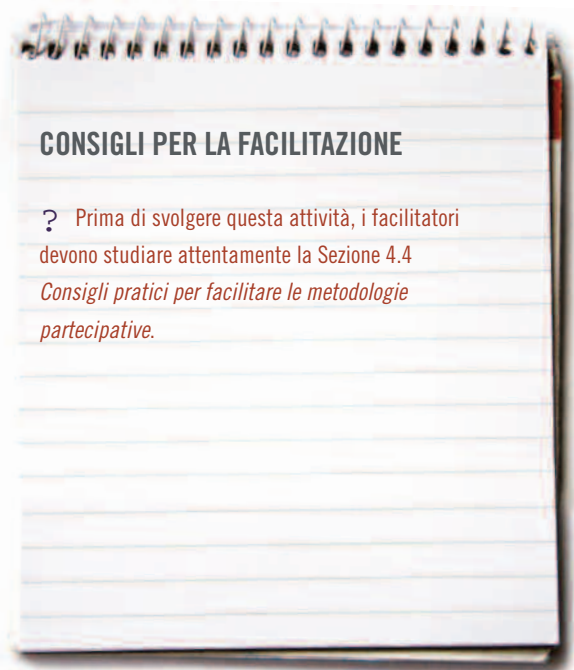 CONSIGLI PER LA FACILITAZIONE
? Prima di svolgere questa attività, i facilitatori
devono studiare attentamente la Sezione 4.4
Consigli pratici per facilitare le metodologie
partecipative.